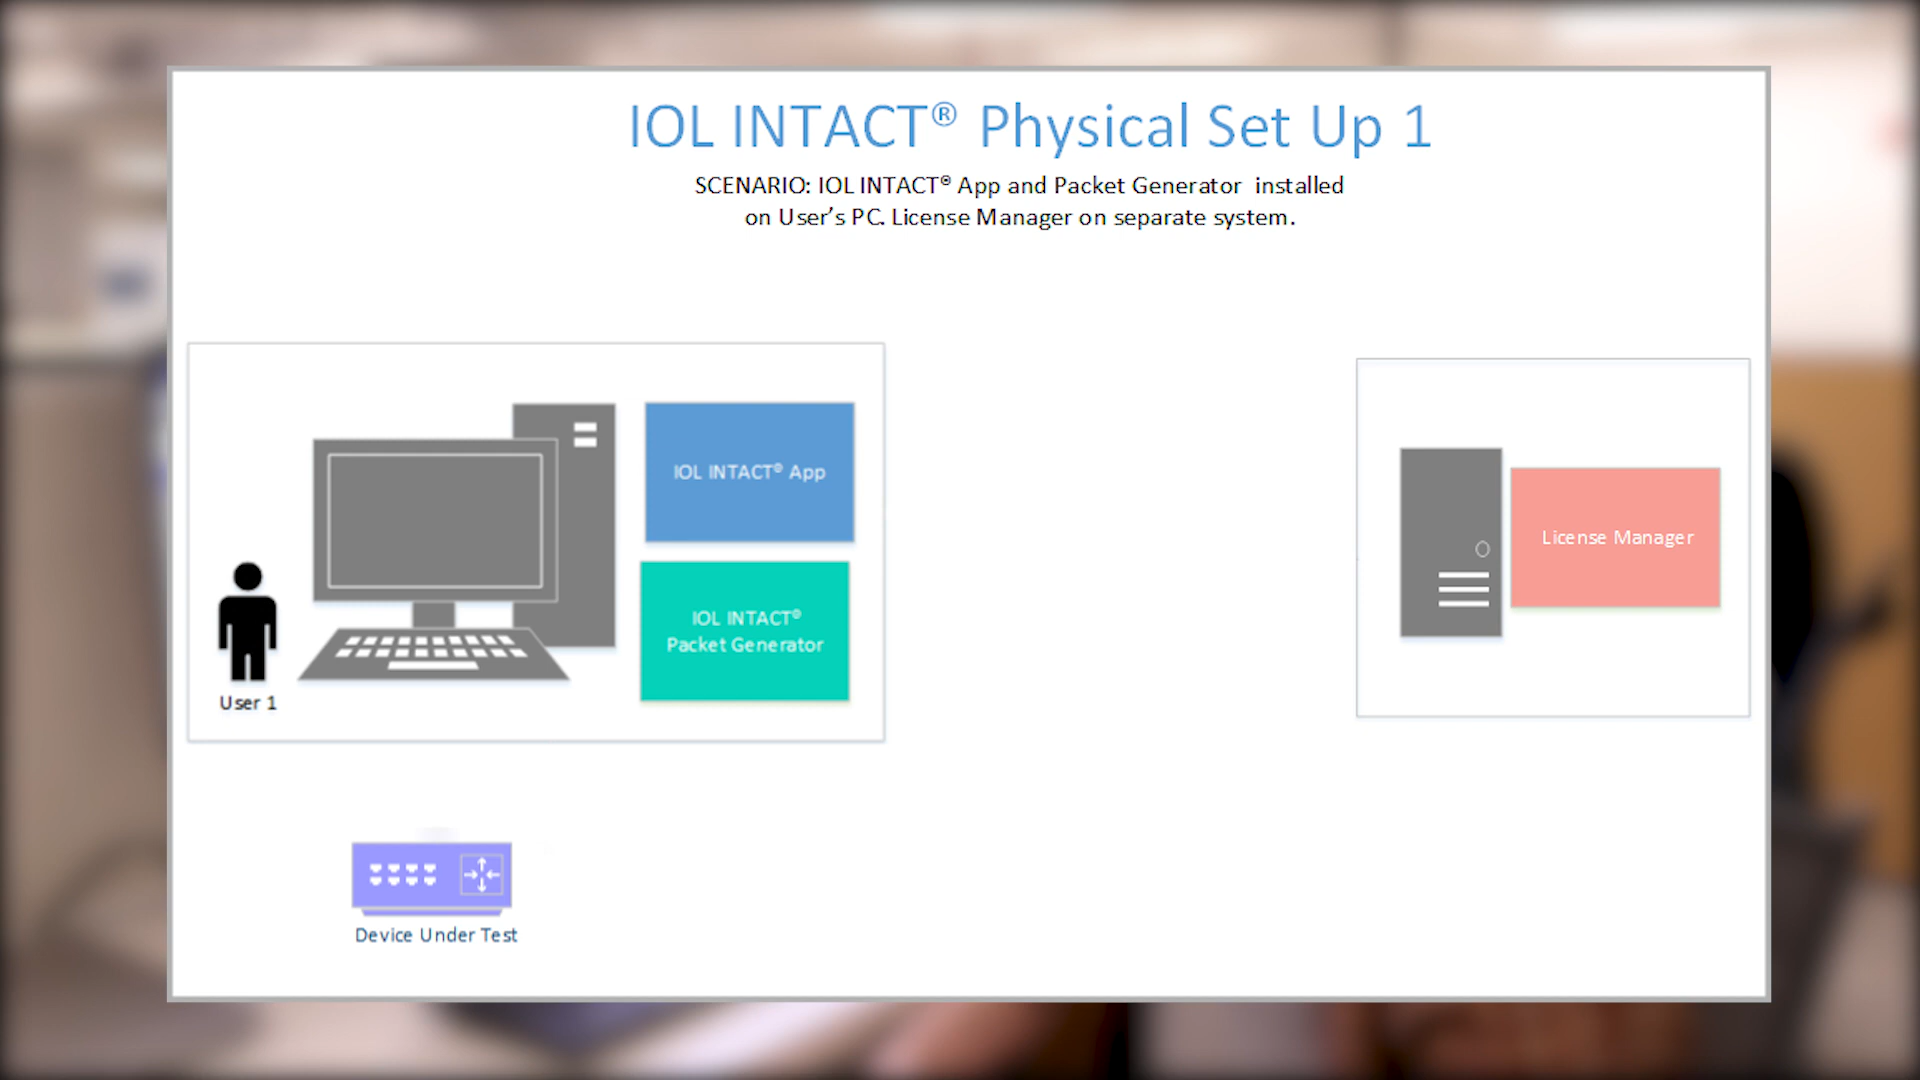 IOL INTACT® Physical Set Up 1
SCENARIO: IOL INTACT® App and Packet Generator installed
on User’s PC. License Manager on separate system.
IOL INTACT® App
IOL INTACT®
Packet Generator
User 1
License Manager
Device Under Test